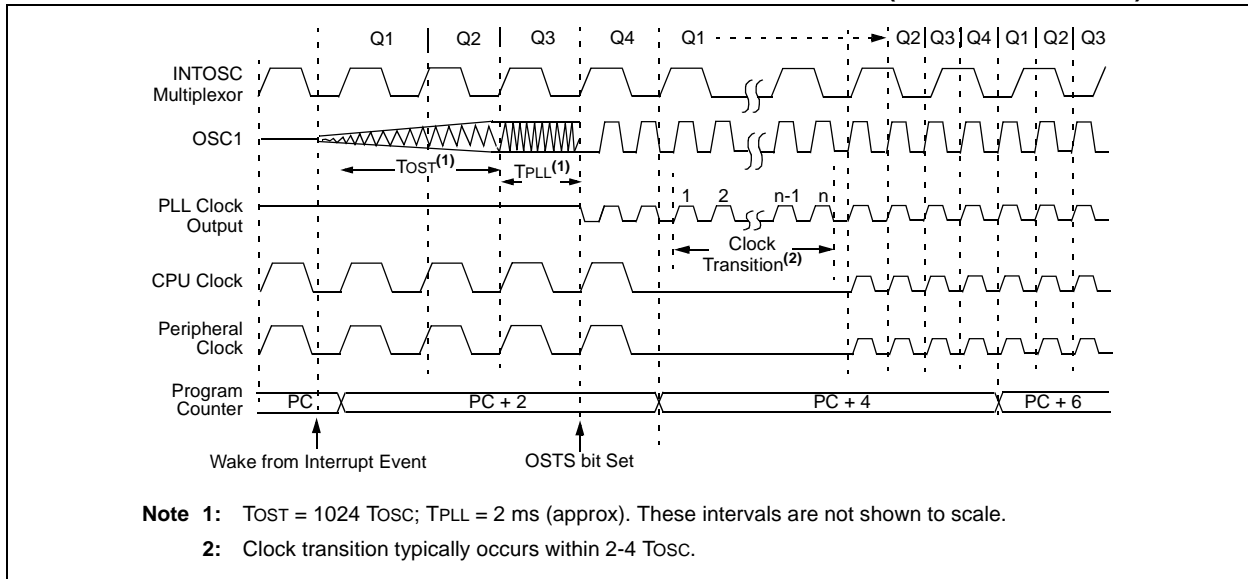 Q1 Q2 Q3 Q4 Q1 Q2 Q3 Q4 Q1 Q2 Q3
INTOSC
Multiplexor
OSC1
TOST(1)
TPLL(1)
1 2 n-1 n
PLL Clock
Output
Clock
Transition(2)
CPU Clock
Peripheral
Clock
Program
Counter
PC PC + 2 PC + 4 PC + 6
Wake from Interrupt Event
OSTS bit Set
Note 1: TOST = 1024 TOSC; TPLL = 2 ms (approx). These intervals are not shown to scale.
2: Clock transition typically occurs within 2-4 TOSC.